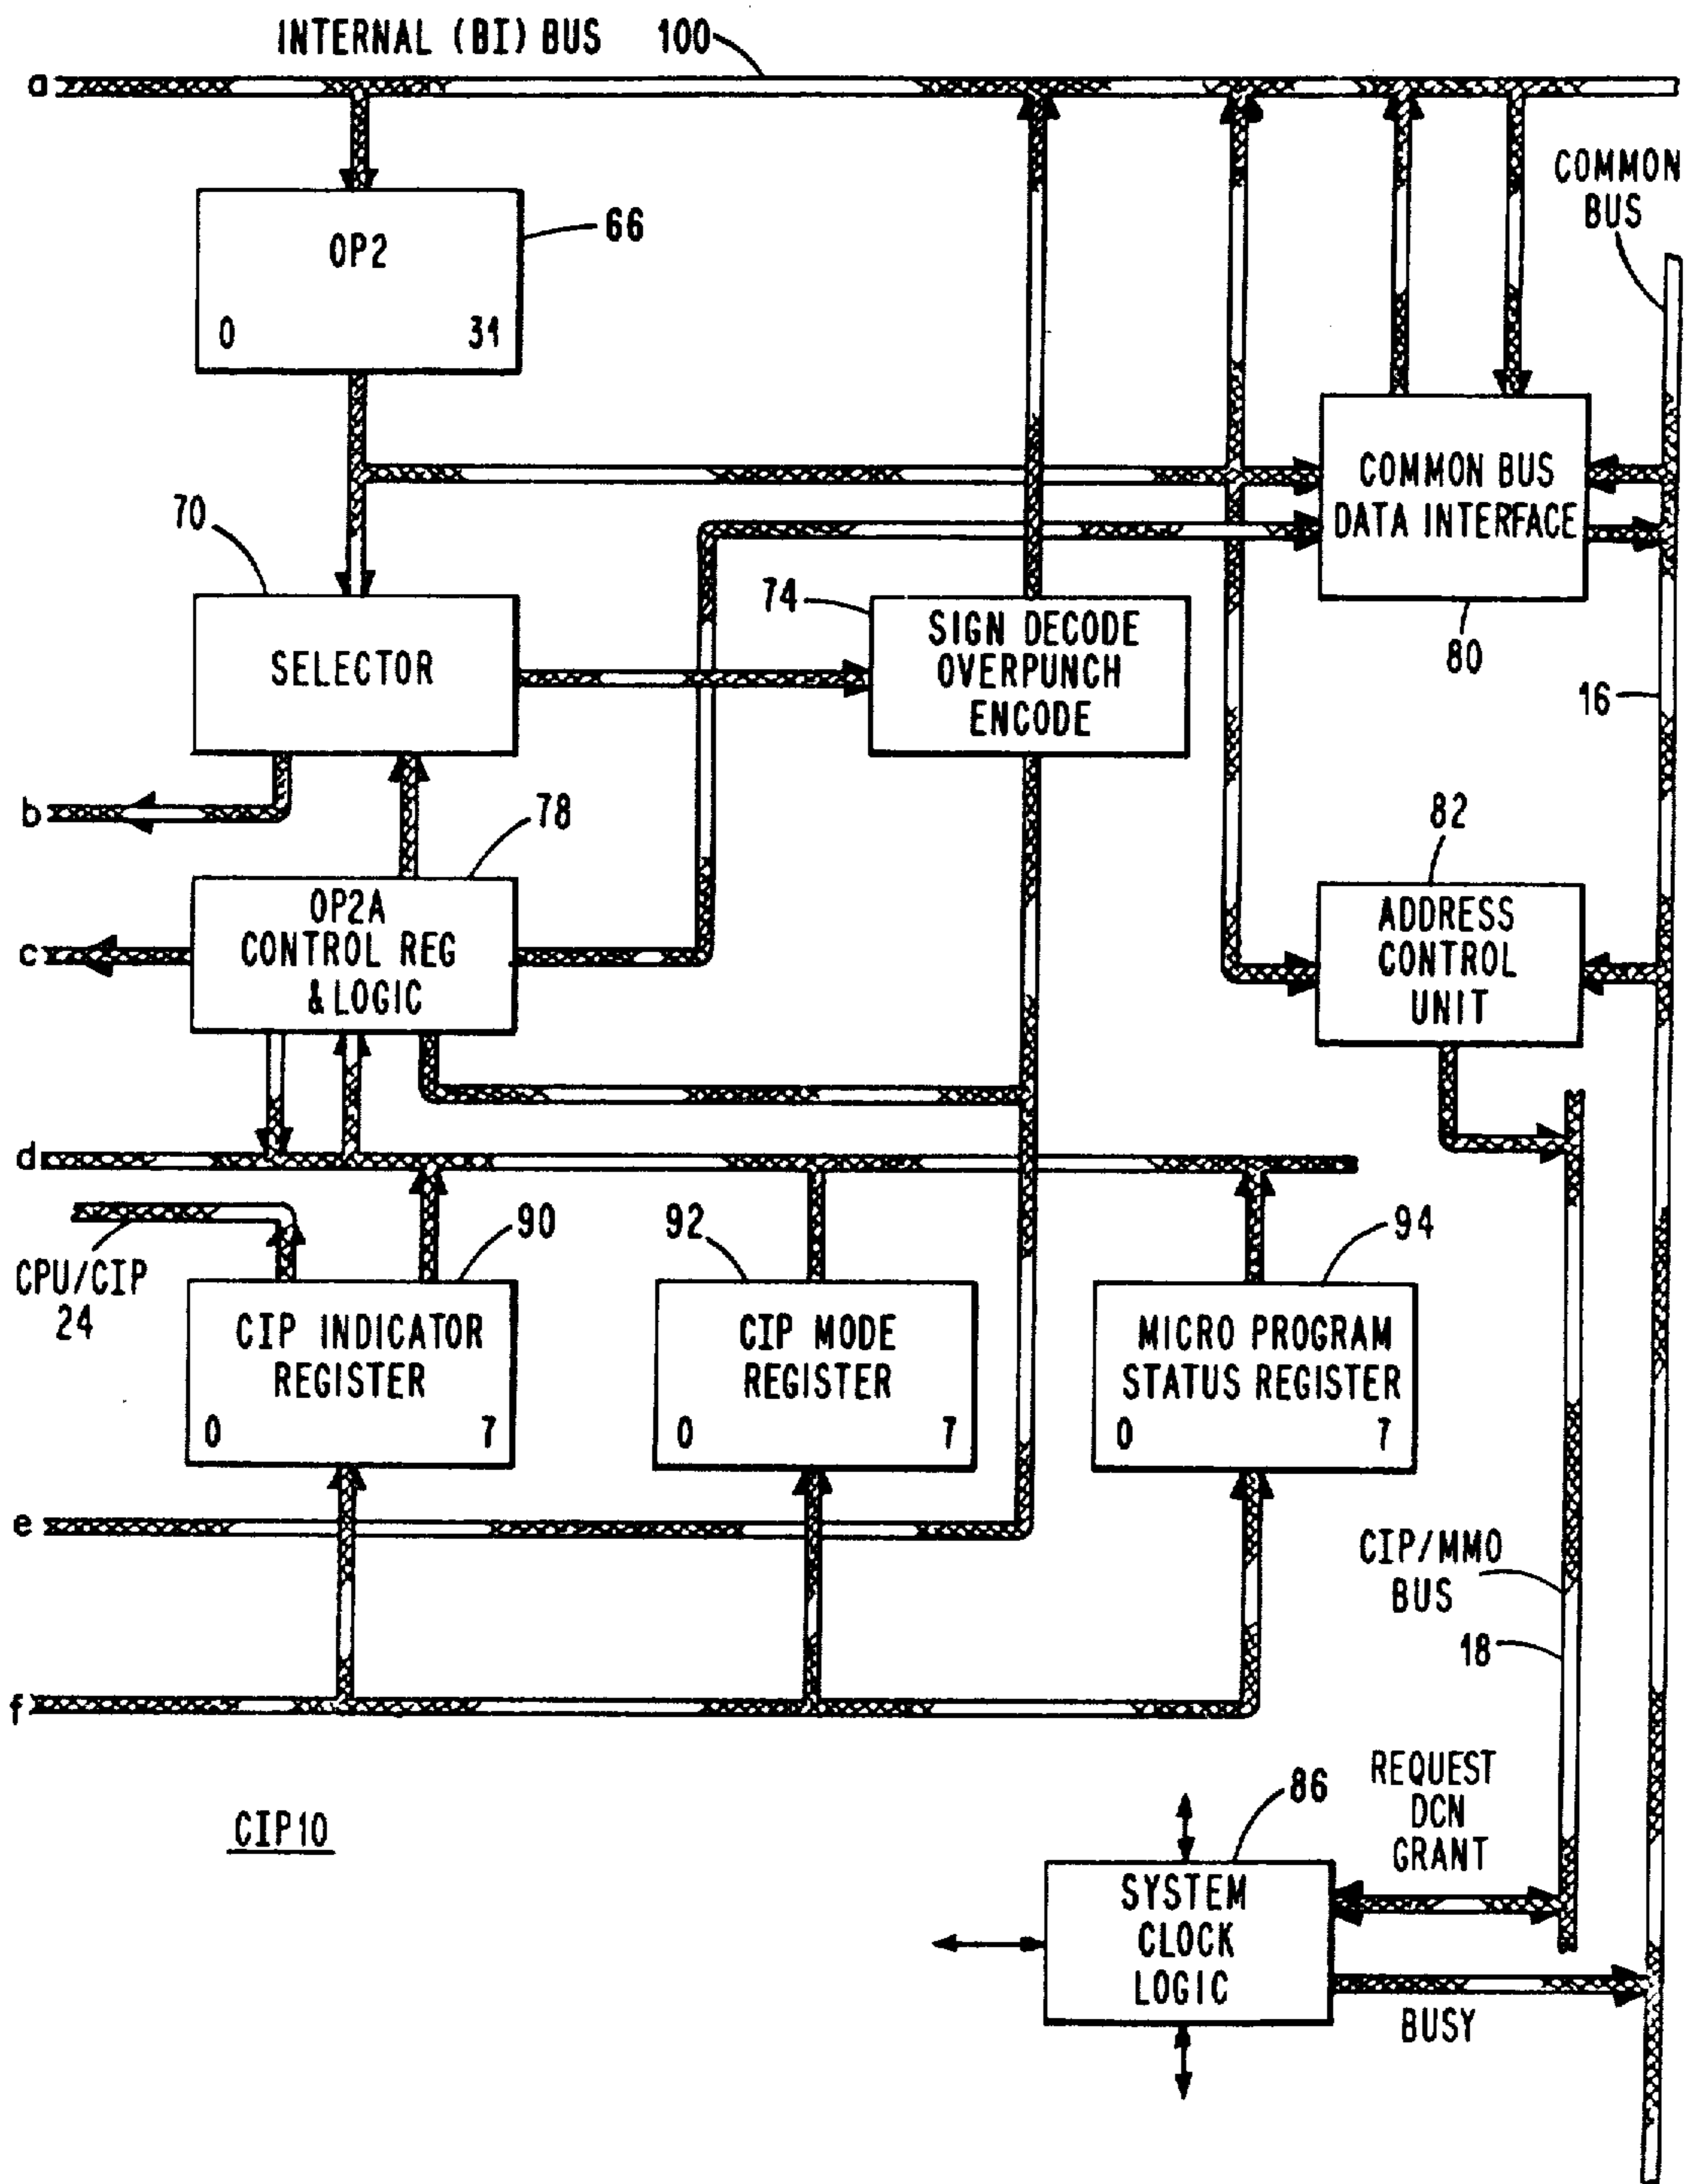 INTERNAL (BI) BUS 100
a
COMMON
BUS
OP2
66
0 31
COMMON BUS
DATA INTERFACE
80
70
SELECTOR
74
SIGN DECODE
OVERPUNCH
ENCODE
16
b
78
82
OP2A
CONTROL REG
& LOGIC
c
ADDRESS
CONTROL
UNIT
d
CPU/CIP
24
90
CIP INDICATOR
REGISTER
0 7
92
CIP MODE
REGISTER
0 7
94
MICRO PROGRAM
STATUS REGISTER
0 7
e
CIP/MMO
BUS
18
f
CIP10
86
SYSTEM
CLOCK
LOGIC
REQUEST
DCN
GRANT
BUSY